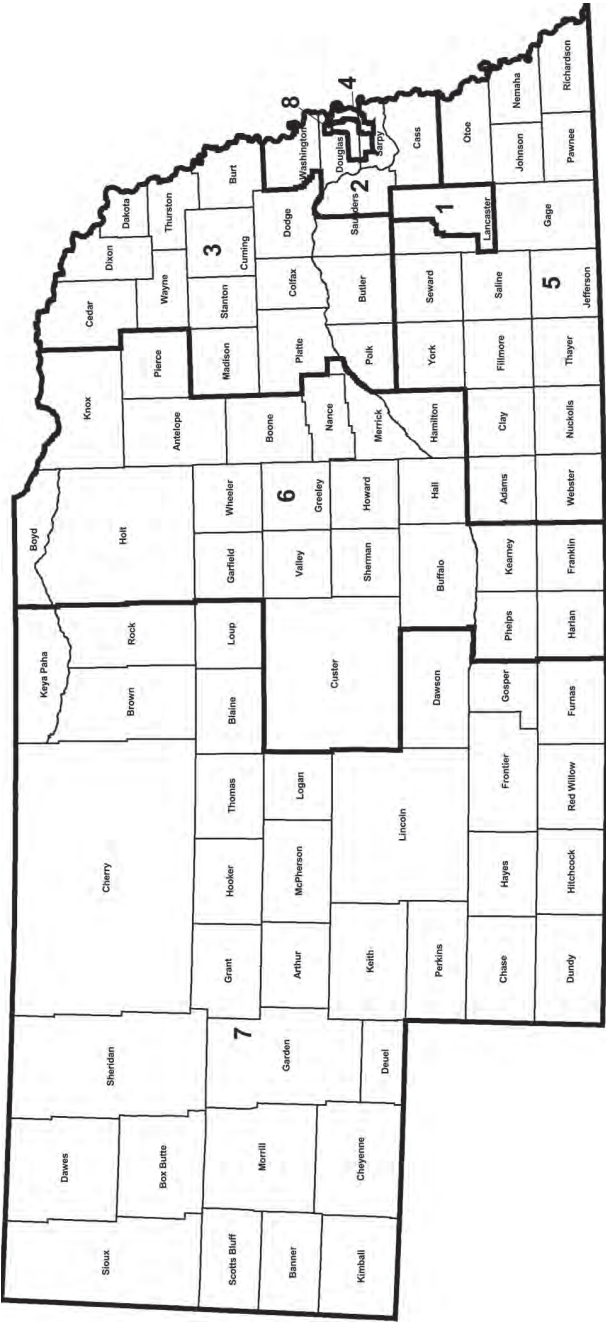 Sioux
Dawes
Box Butte
Sheridan
Scotts Bluff
Banner
Kimball
Morrill
Cheyenne
Garden
Deuel
7
Cherry
Keya Paha
Brown
Rock
Boyd
Holt
Knox
Cedar
Dixon
Dakota
Antelope
Pierce
Wayne
Thurston
Grant
Hooker
Thomas
Blaine
Loup
Garfield
Wheeler
Boone
Madison
Stanton
Cuming
3
Burt
Arthur
McPherson
Logan
Custer
Valley
Greeley
6
Nance
Platte
Colfax
Dodge
Washington
8
Keith
Lincoln
Sherman
Howard
Merrick
Polk
Butler
Saunders
2
Douglas
Sarpy
4
Perkins
Dawson
Buffalo
Hall
Hamilton
York
Seward
Lancaster
1
Cass
Otoe
Chase
Hayes
Frontier
Gosper
Phelps
Kearney
Adams
Clay
Fillmore
Saline
Gage
Johnson
Nemaha
Dundy
Hitchcock
Red Willow
Furnas
Harlan
Franklin
Webster
Nuckolls
Thayer
Jefferson
5
Pawnee
Richardson